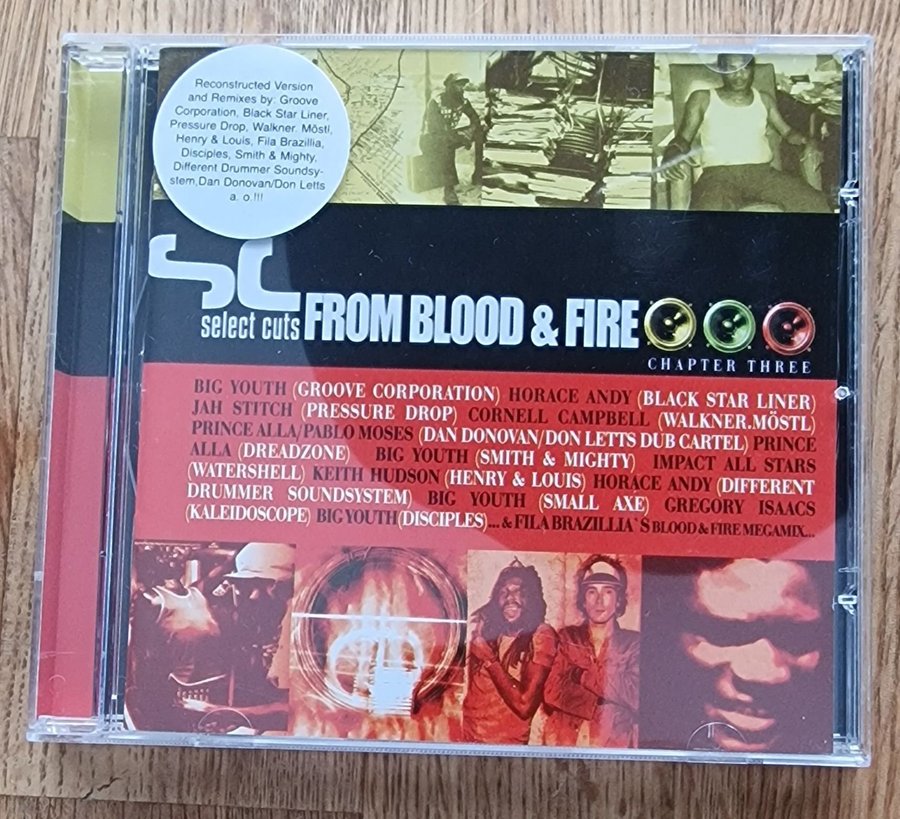 Reconstructed Version
and Remixes by: Groove
Corporation, Black Star Liner,
Pressure Drop, Walkner. Möstl,
Henry & Louis, Fila Brazillia,
Disciples, Smith & Mighty,
Different Drummer Soundsy-
stem,Dan Donovan/Don Letts
a. o.!!!
SC
select cuts FROM BLOOD & FIRE
CHAPTER THREE
BIG YOUTH (GROOVE CORPORATION) HORACE ANDY (BLACK STAR LINER)
JAH STITCH (PRESSURE DROP) CORNELL CAMPBELL (WALKNER.MÖSTL)
PRINCE ALLA/PABLO MOSES (DAN DONOVAN/DON LETTS DUB CARTEL) PRINCE
ALLA (DREADZONE) BIG YOUTH (SMITH & MIGHTY) IMPACT ALL STARS
(WATERSHELL) KEITH HUDSON (HENRY & LOUIS) HORACE ANDY (DIFFERENT
DRUMMER SOUNDSYSTEM) BIG YOUTH (SMALL AXE) GREGORY ISAACS
(KALEIDOSCOPE) BIG YOUTH(DISCIPLES)...& FILA BRAZILLIA`S BLOOD & FIRE MEGAMIX...